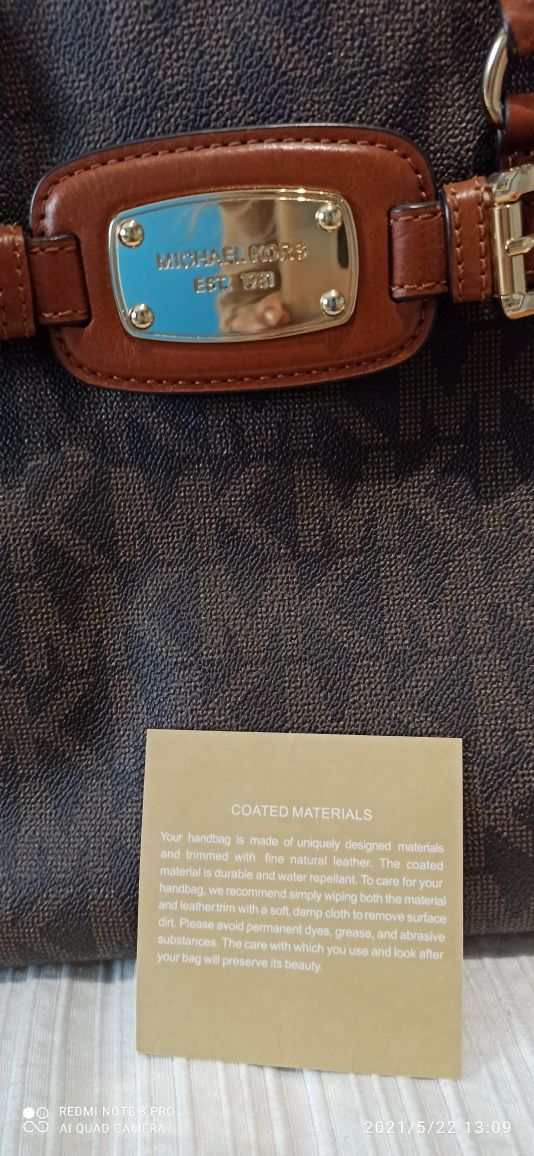 MICHAEL KORS
EST. 1981
COATED MATERIALS
Your handbag is made of uniquely designed materials
and trimmed with fine natural leather. The coated
material is durable and water repellant. To care for your
handbag, we recommend simply wiping both the material
and leathertrim with a soft, damp cloth to remove surface
dirt. Please avoid permanent dyes, grease, and abrasive
substances. The care with which you use and look after
your bag will preserve its beauty.
REDMI NOTE 8 PRO
AI QUAD CAMERA
2021/5/22 13:09